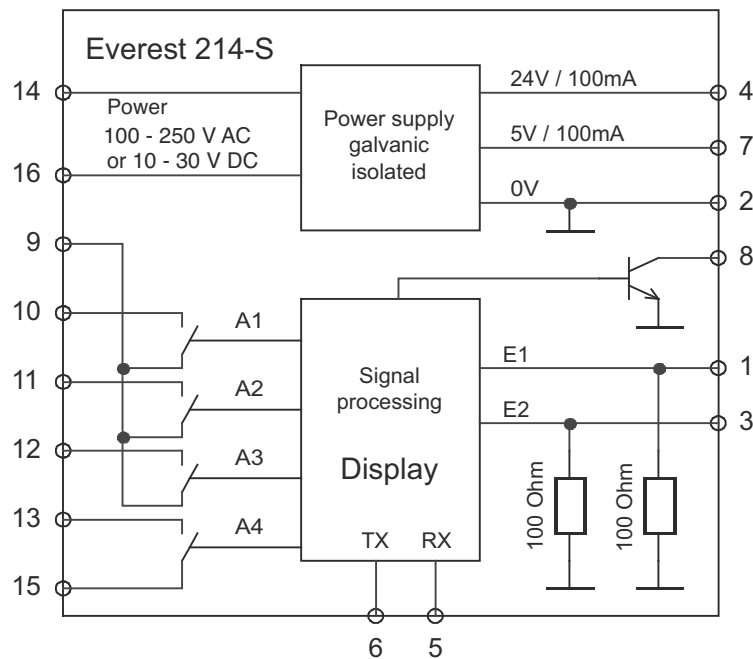 Everest 214-S
14
Power
100 - 250 V AC
or 10 - 30 V DC
16
Power supply
galvanic
isolated
24V / 100mA
4
5V / 100mA
7
0V
2
9
8
10
A1
11
A2
12
A3
13
A4
15
Signal
processing
Display
TX
RX
E1
1
E2
3
100 Ohm
100 Ohm
6
5